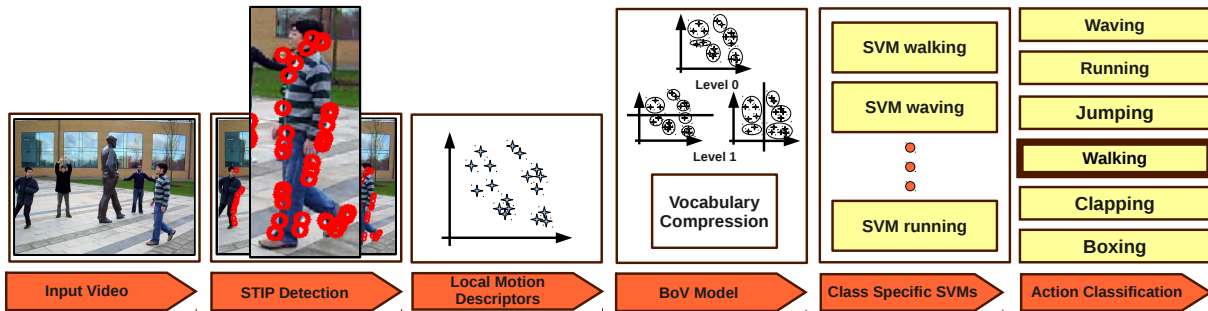 Level 0
Level 1
Vocabulary
Compression
SVM walking
SVM waving
SVM running
Waving
Running
Jumping
Walking
Clapping
Boxing
Input Video
STIP Detection
Local Motion
Descriptors
BoV Model
Class Specific SVMs
Action Classification